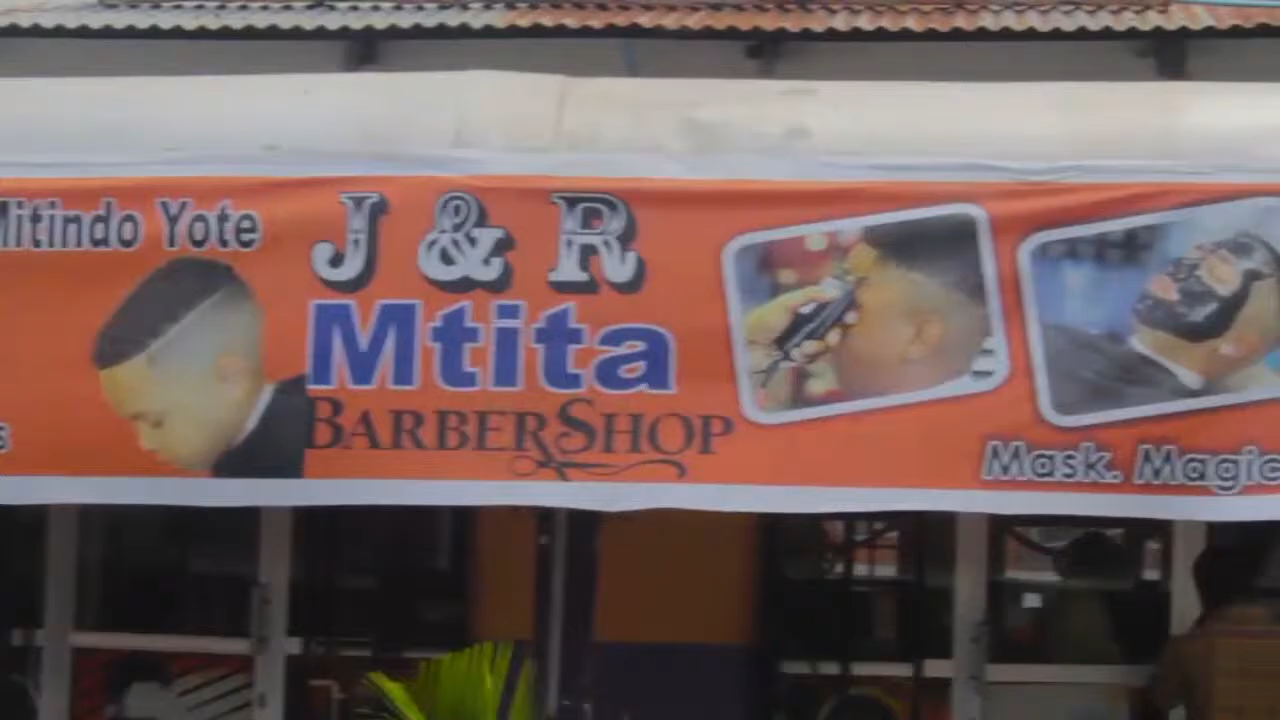 Mitindo Yote
J & R
Mtita
BARBERSHOP
Mask. Magic